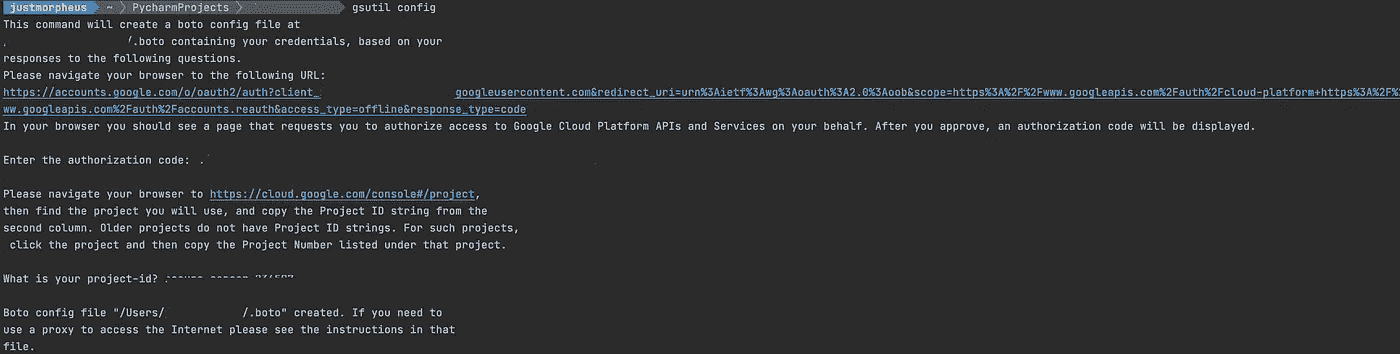 justmorpheus ~ PycharmProjects gsutil config
This command will create a boto config file at
/.boto containing your credentials, based on your
responses to the following questions.
Please navigate your browser to the following URL:
https://accounts.google.com/o/oauth2/auth?client_ googleusercontent.com&redirect_uri=urn%3Aietf%3Awg%3Aoauth%3A2.0%3Aoob&scope=https%3A%2F%2Fwww.googleapis.com%2Fauth%2Fcloud-platform+https%3A%2F%2
ww.googleapis.com%2Fauth%2Faccounts.reauth&access_type=offline&response_type=code
In your browser you should see a page that requests you to authorize access to Google Cloud Platform APIs and Services on your behalf. After you approve, an authorization code will be displayed.
Enter the authorization code: .
Please navigate your browser to https://cloud.google.com/console#/project,
then find the project you will use, and copy the Project ID string from the
second column. Older projects do not have Project ID strings. For such projects,
click the project and then copy the Project Number listed under that project.
What is your project-id?
Boto config file "/Users/ /.boto" created. If you need to
use a proxy to access the Internet please see the instructions in that
file.